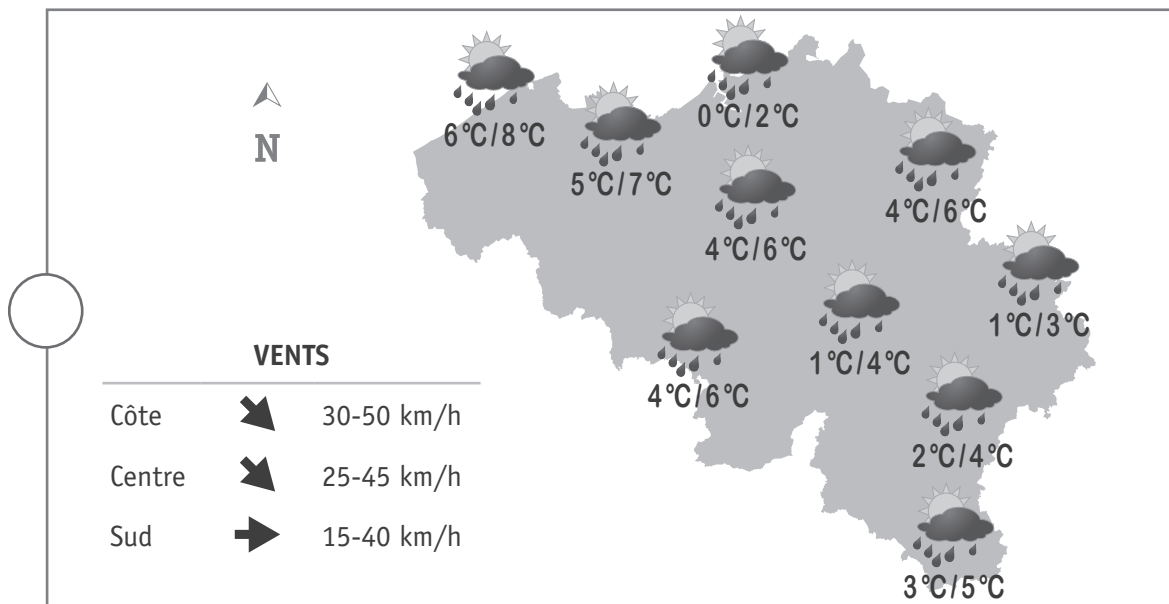 N
6°C/8°C
0°C/2°C
5°C/7°C
4°C/6°C
4°C/6°C
1°C/3°C
1°C/4°C
4°C/6°C
2°C/4°C
3°C/5°C
VENTS
Côte 30-50 km/h
Centre 25-45 km/h
Sud 15-40 km/h